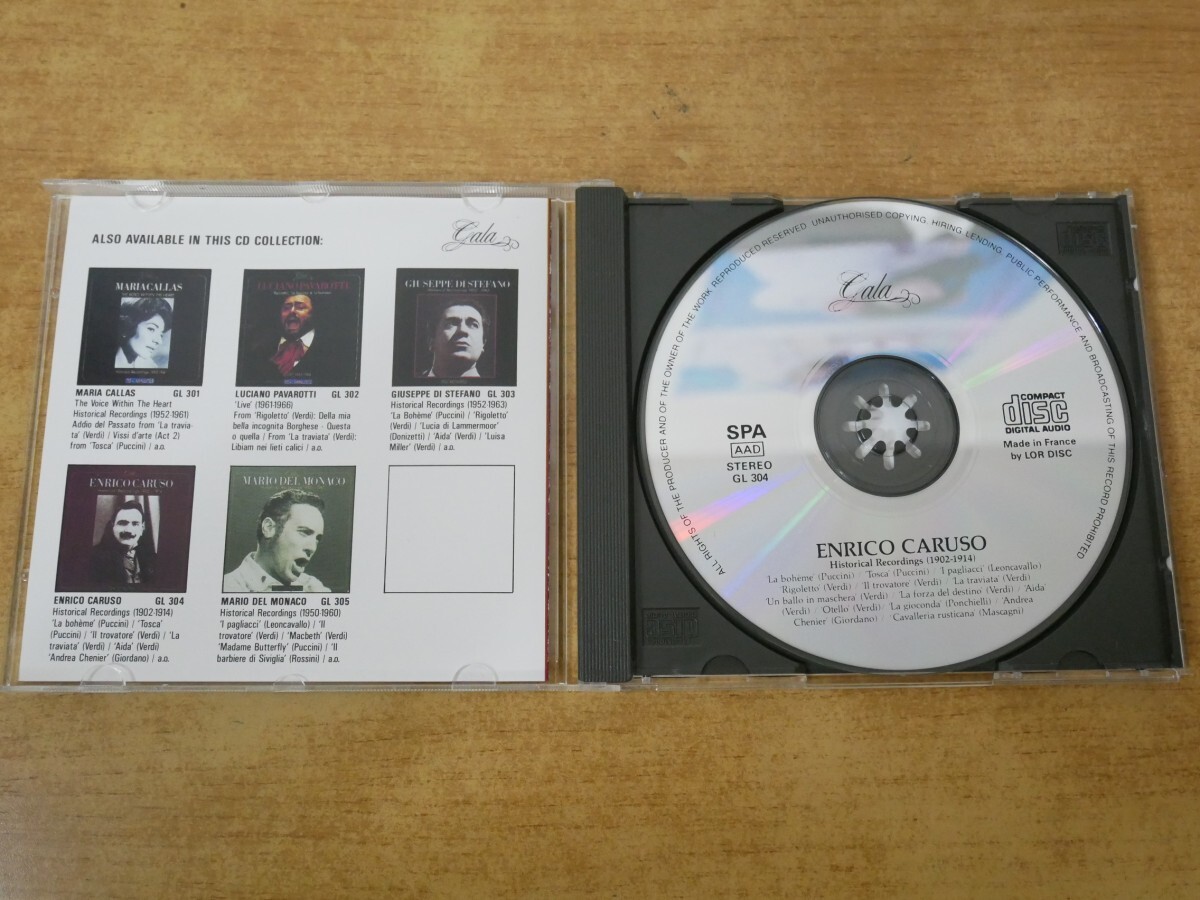 ALSO AVAILABLE IN THIS CD COLLECTION:
Gala
MARIA CALLAS
LUCIANO PAVAROTTI
GIUSEPPE DI STEFANO
MARIA CALLAS GL 301
The Voice Within The Heart
Historical Recordings (1952-1961)
Addio del Passato from 'La travia-
ta' (Verdi) / Vissi d'arte (Act 2)
from 'Tosca' (Puccini) / a.o.
LUCIANO PAVAROTTI GL 302
'Live' (1961-1966)
From 'Rigoletto' (Verdi): Della mia
bella incognita Borghese - Questa
o quella / From 'La traviata' (Verdi):
Libiam nei lieti calici / a.o.
GIUSEPPE DI STEFANO GL 303
Historical Recordings (1952-1963)
'La Bohème' (Puccini) / 'Rigoletto'
(Verdi) / 'Lucia di Lammermoor'
(Donizetti) / 'Aida' (Verdi) / 'Luisa
Miller' (Verdi) / a.o.
ENRICO CARUSO
MARIO DEL MONACO
ENRICO CARUSO GL 304
Historical Recordings (1902-1914)
'La bohème' (Puccini) / 'Tosca'
(Puccini) / 'Il trovatore' (Verdi) / 'La
traviata' (Verdi) / 'Aida' (Verdi)
'Andrea Chenier' (Giordano) / a.o.
MARIO DEL MONACO GL 305
Historical Recordings (1950-1960)
'I pagliacci' (Leoncavallo) / 'Il
trovatore' (Verdi) / 'Macbeth' (Verdi)
'Madame Butterfly' (Puccini) / 'Il
barbiere di Siviglia' (Rossini) / a.o.
ALL RIGHTS OF THE PRODUCER AND OF THE OWNER OF THE WORK REPRODUCED RESERVED. UNAUTHORISED COPYING, HIRING, LENDING, PUBLIC PERFORMANCE AND BROADCASTING OF THIS RECORD PROHIBITED
Gala
SPA
AAD
STEREO
GL 304
COMPACT
disc
DIGITAL AUDIO
Made in France
by LOR DISC
ENRICO CARUSO
Historical Recordings (1902-1914)
'La boheme' (Puccini) / 'Tosca' (Puccini) / 'I pagliacci' (Leoncavallo)
'Rigoletto' (Verdi) / 'Il trovatore' (Verdi) / 'La traviata' (Verdi)
'Un ballo in maschera' (Verdi) / 'La forza del destino' (Verdi) / 'Aida'
(Verdi) / 'Otello' (Verdi) / 'La gioconda' (Ponchielli) / 'Andrea
Chenier' (Giordano) / 'Cavalleria rusticana' (Mascagni)